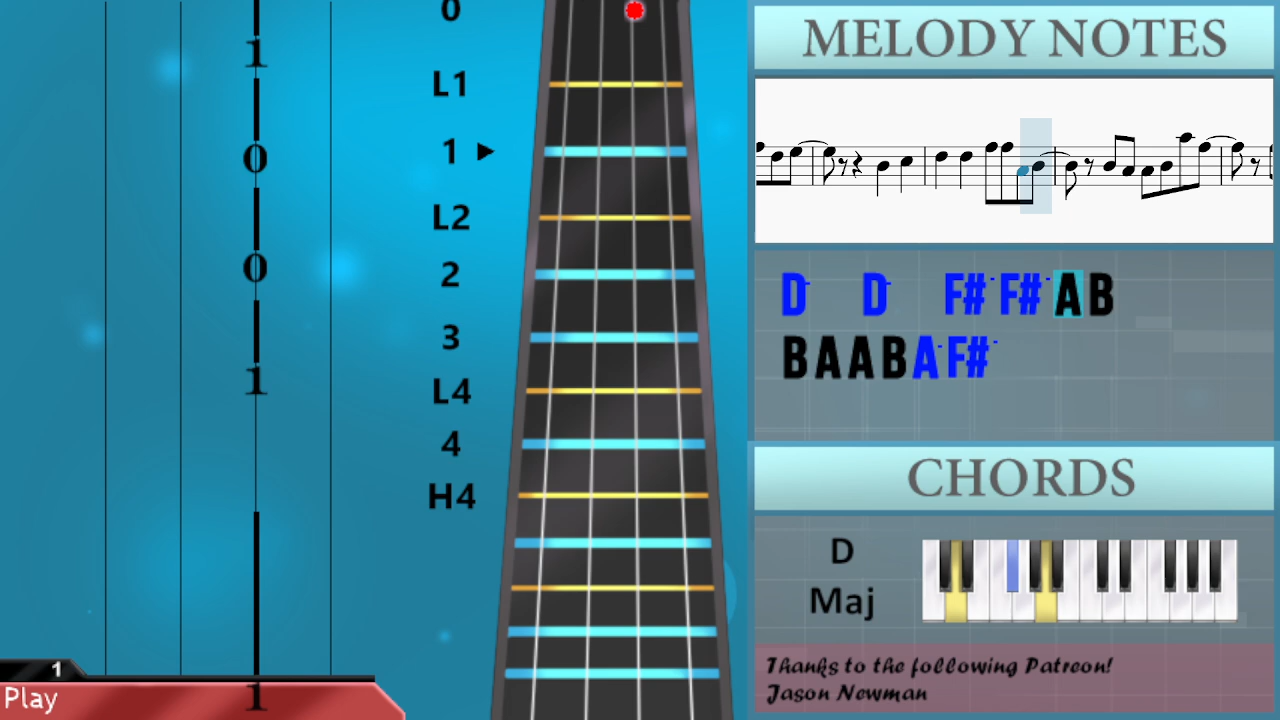 1
0
0
1
1
Play
1
0
L1
1
L2
2
3
L4
4
H4
MELODY NOTES
D D F# F# A B
B A A B A F#
CHORDS
D
Maj
Thanks to the following Patreon!
Jason Newman